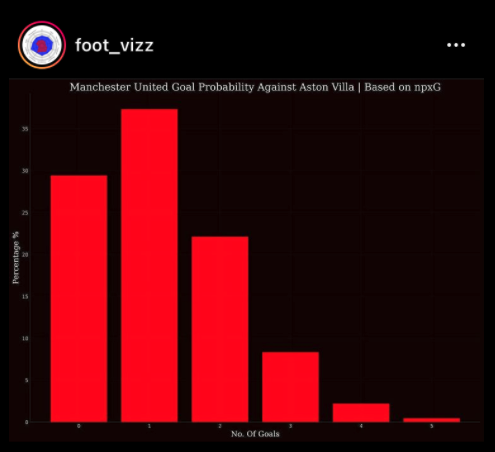 foot_vizz
Manchester United Goal Probability Against Aston Villa | Based on npxG
35
30
25
20
15
10
5
0
Percentage %
0 1 2 3 4 5
No. Of Goals